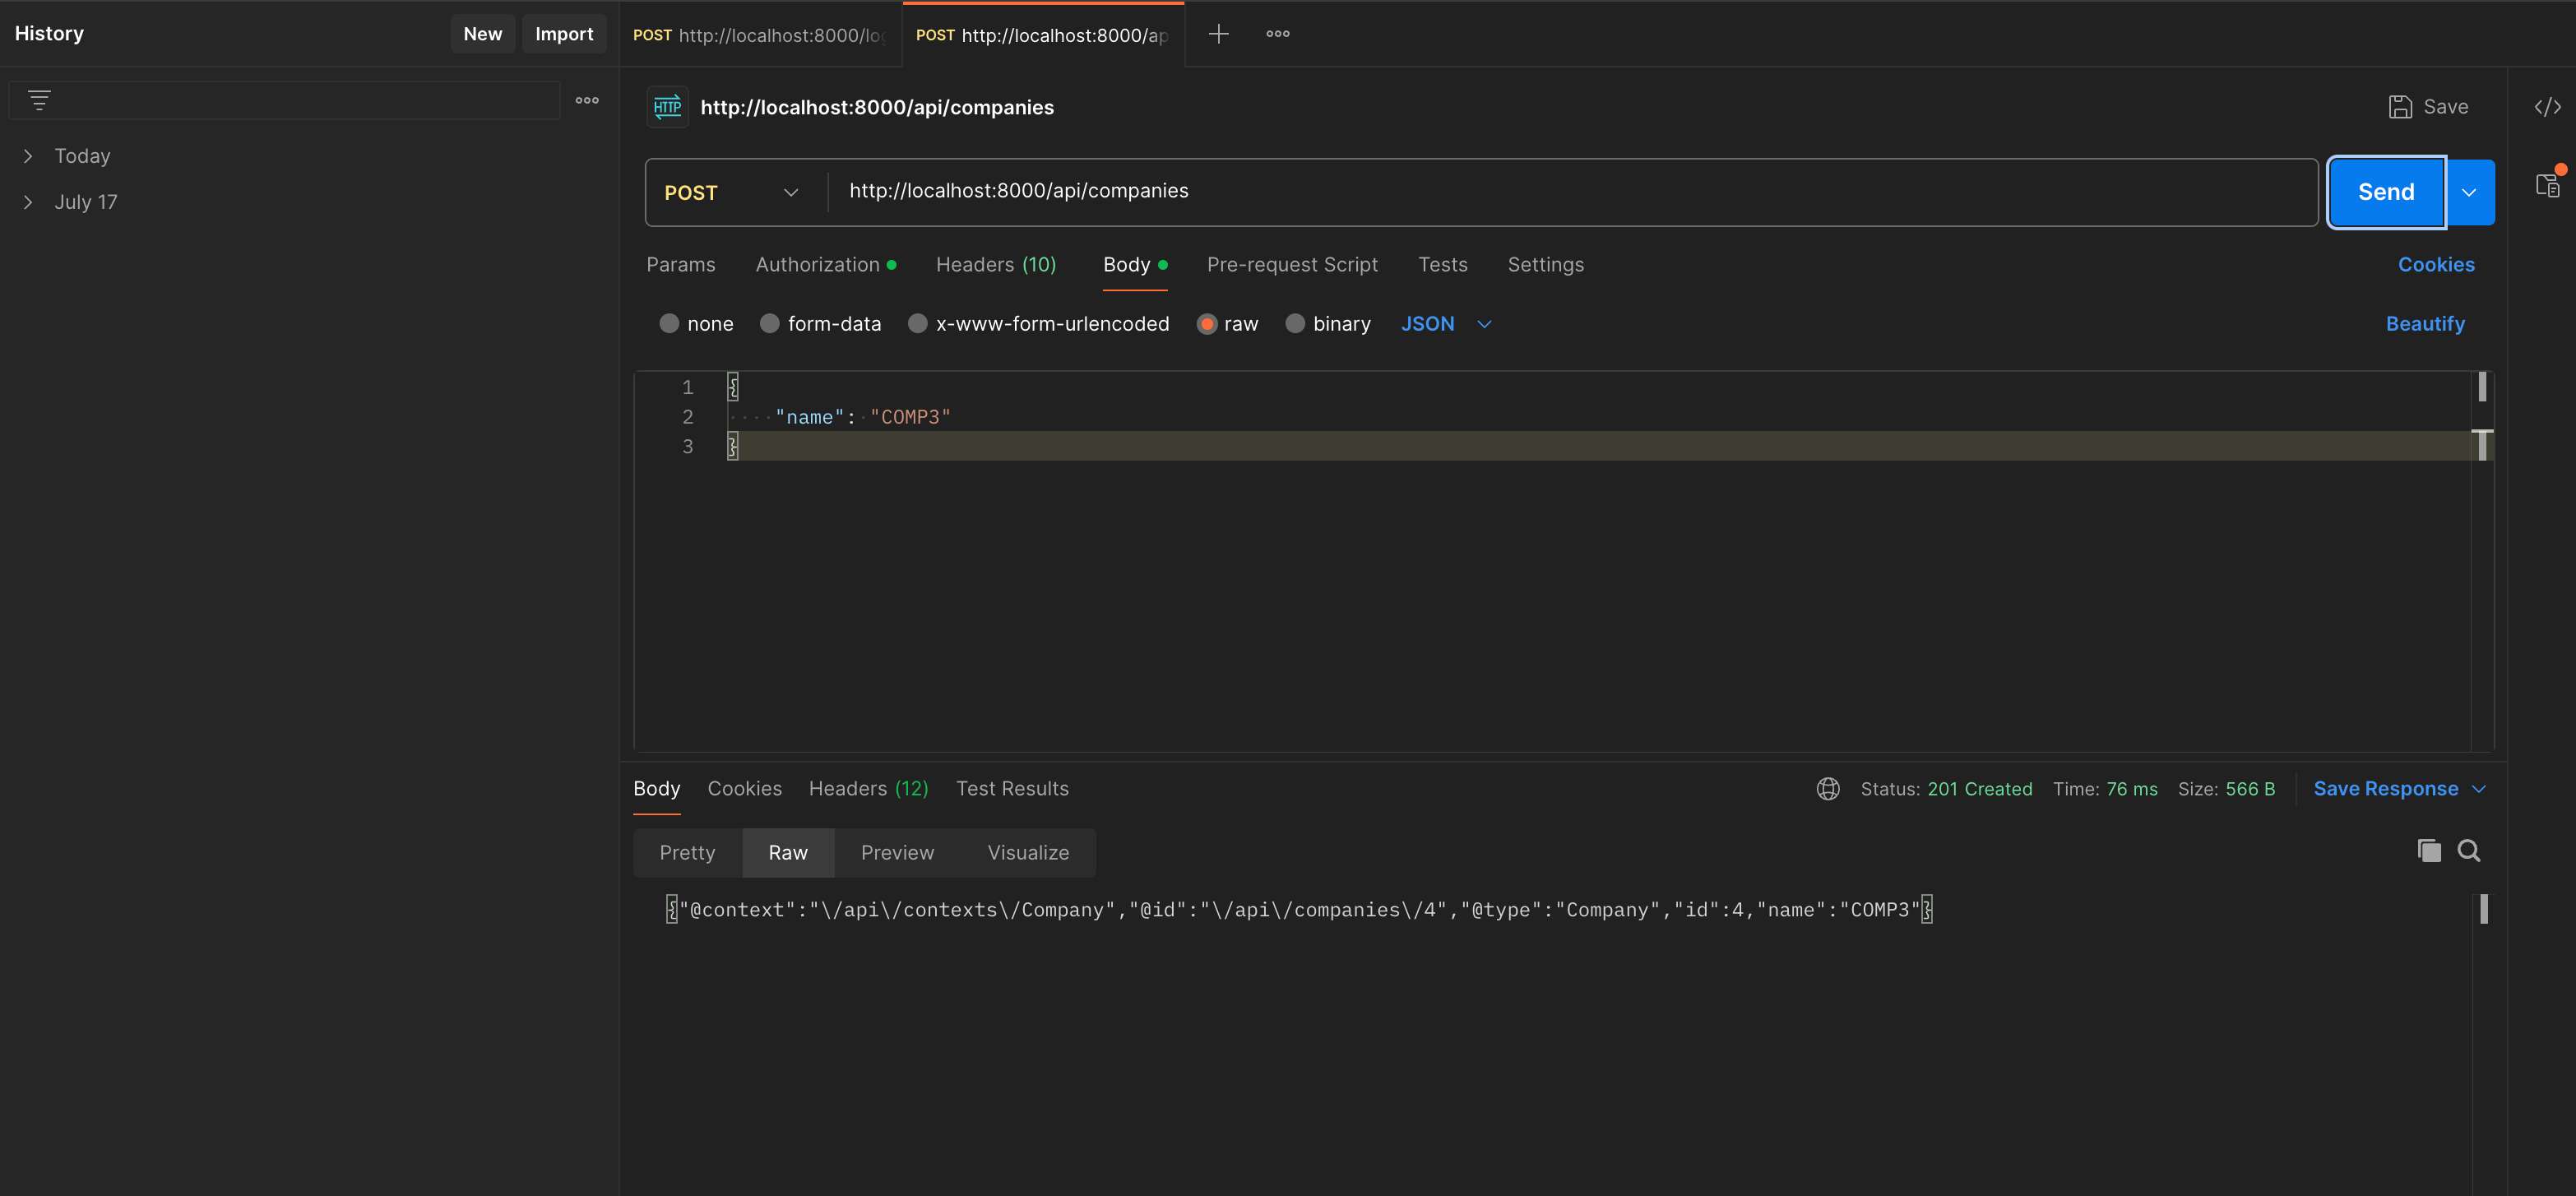 History
New
Import
POST http://localhost:8000/log
POST http://localhost:8000/ap
HTTP http://localhost:8000/api/companies
Save
Today
July 17
POST
http://localhost:8000/api/companies
Send
Params
Authorization
Headers (10)
Body
Pre-request Script
Tests
Settings
Cookies
none
form-data
x-www-form-urlencoded
raw
binary
JSON
Beautify
1 {
2 "name": "COMP3"
3 }
Body
Cookies
Headers (12)
Test Results
Status: 201 Created Time: 76 ms Size: 566 B
Save Response
Pretty
Raw
Preview
Visualize
{"@context":"\/api\/contexts\/Company","@id":"\/api\/companies\/4","@type":"Company","id":4,"name":"COMP3"}